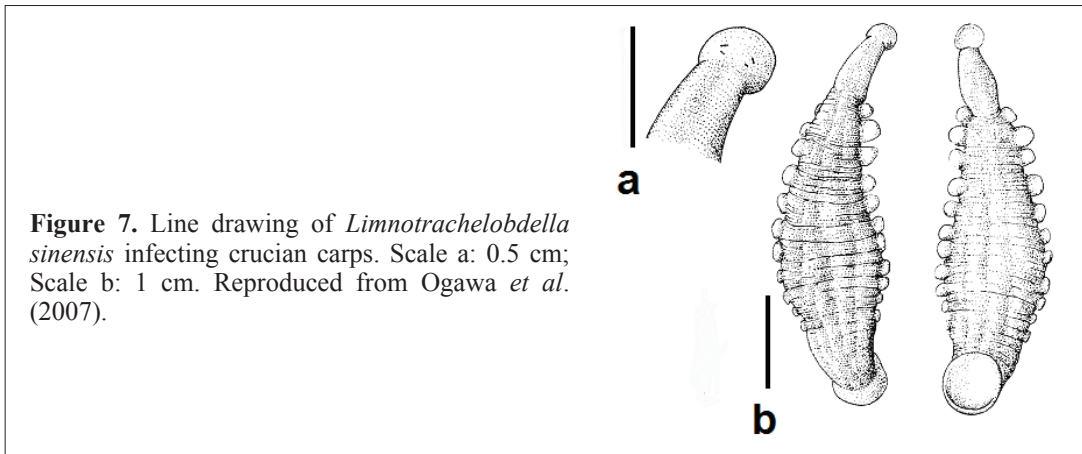 Figure 7. Line drawing of Limnotrachelobdella
sinensis infecting crucian carps. Scale a: 0.5 cm;
Scale b: 1 cm. Reproduced from Ogawa et al.
(2007).
a
b